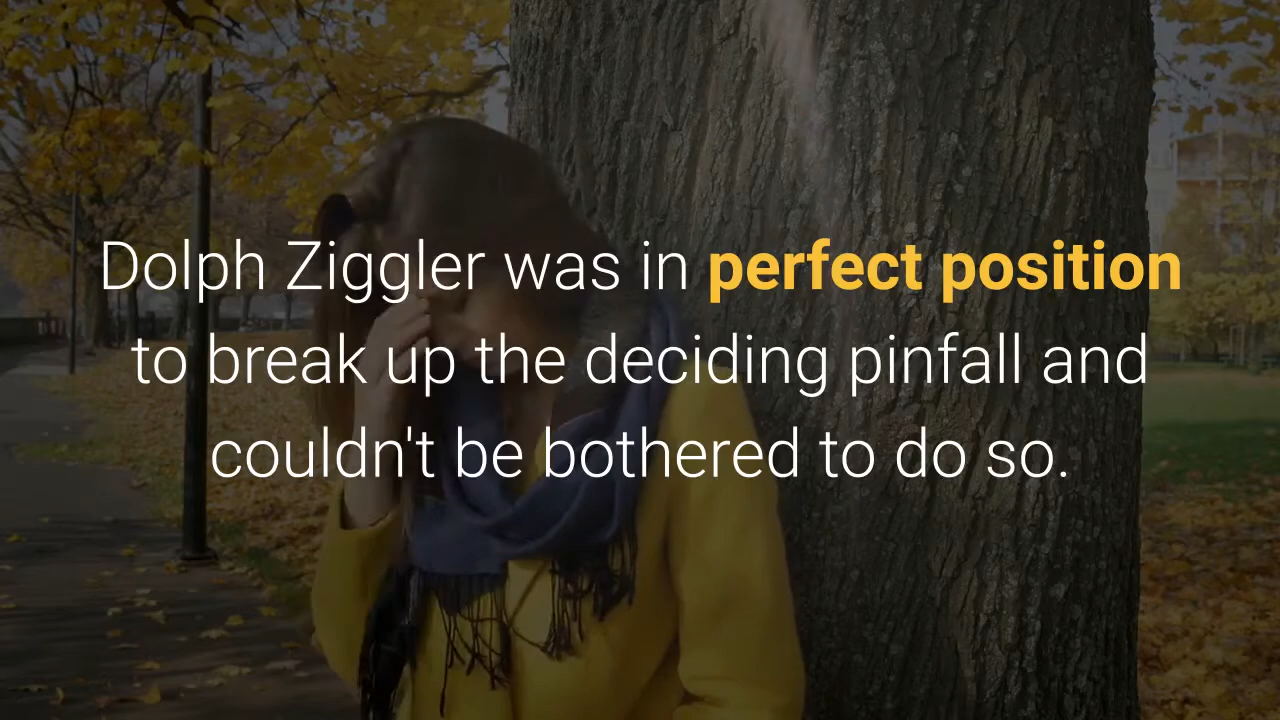 Dolph Ziggler was in perfect position
to break up the deciding pinfall and
couldn't be bothered to do so.